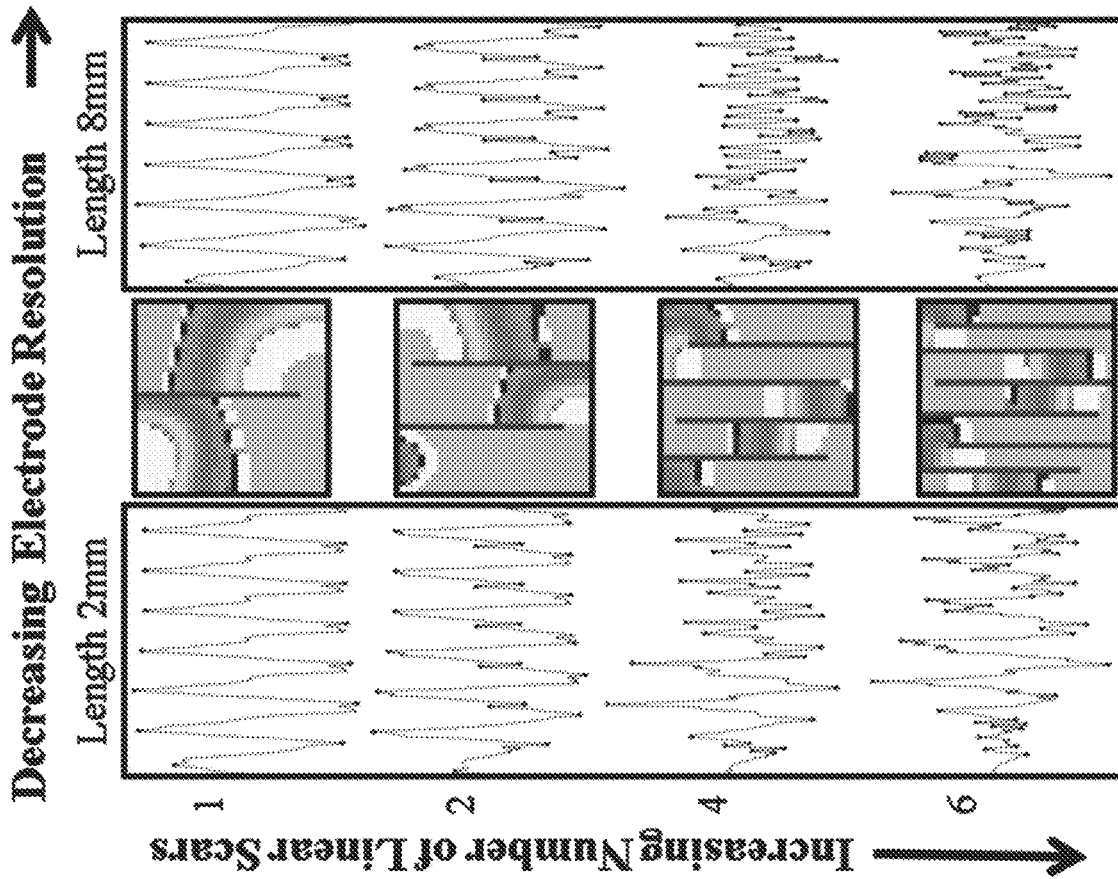 Decreasing Electrode Resolution
Length 2mm
Length 8mm
Increasing Number of Linear Scars
1
2
4
6